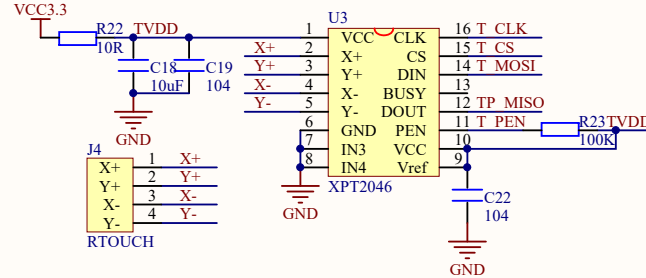 VCC3.3
R22
10R
TVDD
C18
10uF
C19
104
GND
X+
Y+
X-
Y-
U3
1 VCC CLK 16 T_CLK
2 X+ CS 15 T_CS
3 Y+ DIN 14 T_MOSI
4 X- BUSY 13
5 Y- DOUT 12 TP_MISO
6 GND PEN 11 T_PEN
7 IN3 VCC 10
8 IN4 Vref 9
XPT2046
GND
R23
100K
TVDD
C22
104
GND
J4
X+ 1 X+
Y+ 2 Y+
X- 3 X-
Y- 4 Y-
RTOUCH